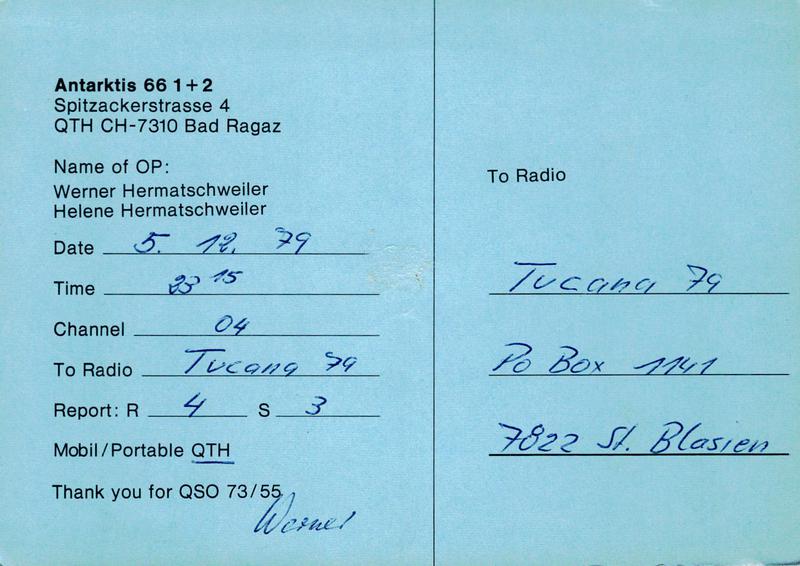 Antarktis 66 1+2
Spitzackerstrasse 4
QTH CH-7310 Bad Ragaz
Name of OP:
Werner Hermatschweiler
Helene Hermatschweiler
Date 5. 12. 79
Time 23 15
Channel 04
To Radio Tucana 79
Report: R 4 S 3
Mobil/Portable QTH
Thank you for QSO 73/55
Werner
To Radio
Tucana 79
Po Box 1141
7822 St. Blasien